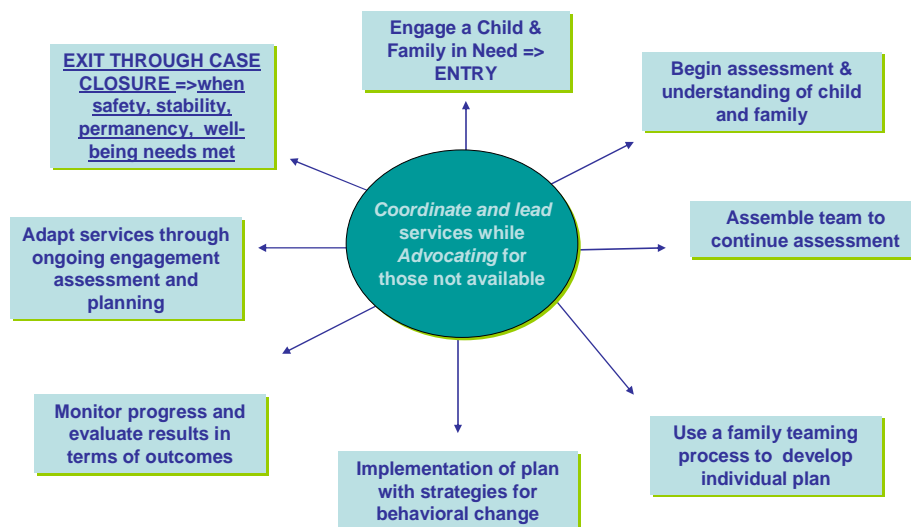 Engage a Child &
Family in Need =>
ENTRY
EXIT THROUGH CASE
CLOSURE =>when
safety, stability,
permanency, well-
being needs met
Begin assessment &
understanding of child
and family
Coordinate and lead
services while
Advocating for
those not available
Adapt services through
ongoing engagement
assessment and
planning
Assemble team to
continue assessment
Monitor progress and
evaluate results in
terms of outcomes
Implementation of plan
with strategies for
behavioral change
Use a family teaming
process to develop
individual plan